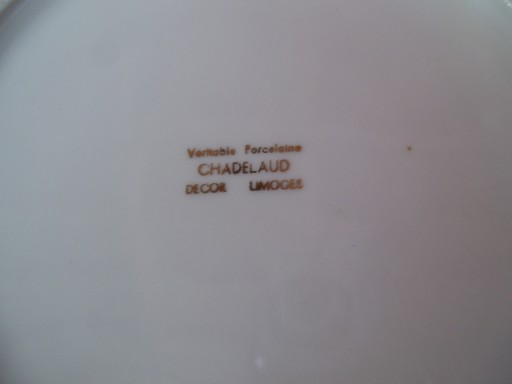 Veritable Porcelaine
CHADELAUD
DECOR LIMOGES